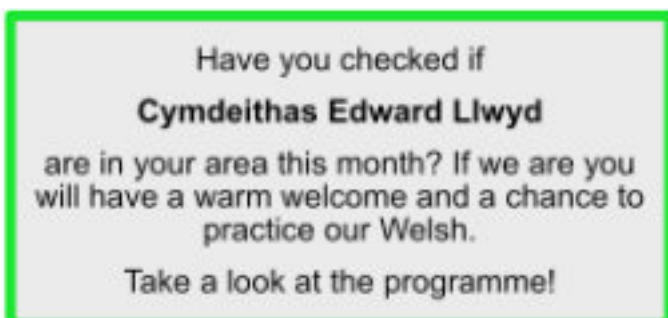 Have you checked if
Cymdeithas Edward Llwyd
are in your area this month? If we are you
will have a warm welcome and a chance to
practice our Welsh.
Take a look at the programme!